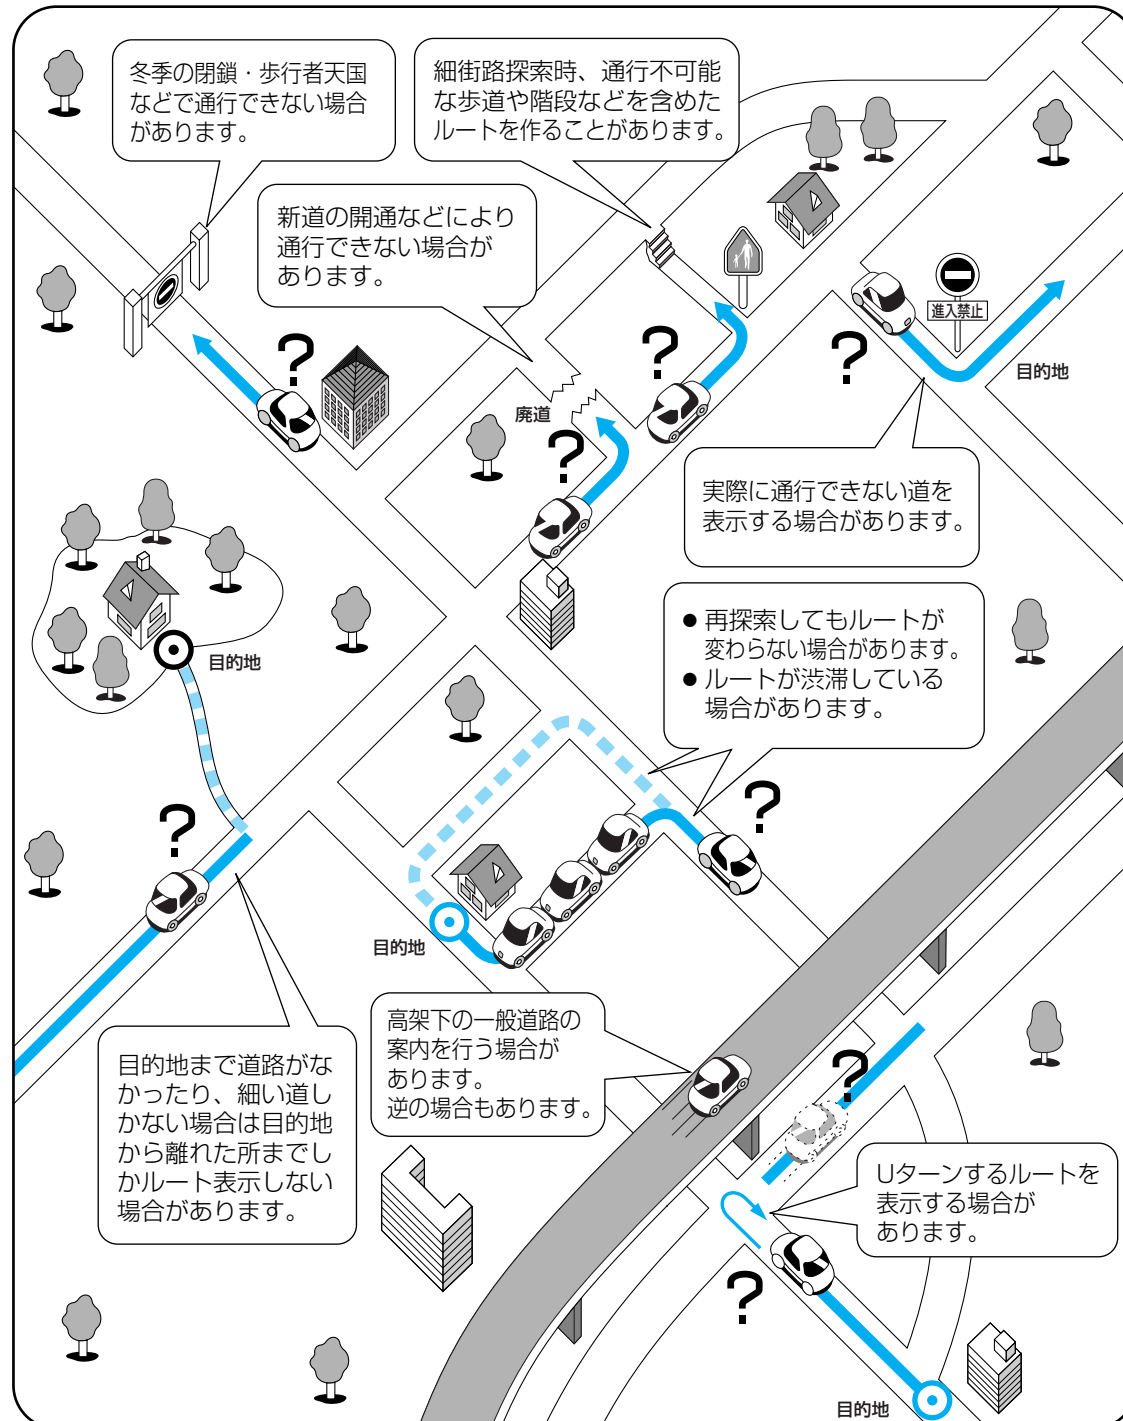 冬季の閉鎖・歩行者天国
などで通行できない場合
があります。
細街路探索時、通行不可能
な歩道や階段などを含めた
ルートを作ることがあります。
新道の開通などにより
通行できない場合が
あります。
進入禁止
目的地
廃道
実際に通行できない道を
表示する場合があります。
● 再探索してもルートが
変わらない場合があります。
● ルートが渋滞している
場合があります。
目的地
目的地
高架下の一般道路の
案内を行う場合が
あります。
逆の場合もあります。
目的地まで道路がな
かったり、細い道し
かない場合は目的地
から離れた所までし
かルート表示しない
場合があります。
Uターンするルートを
表示する場合が
あります。
目的地